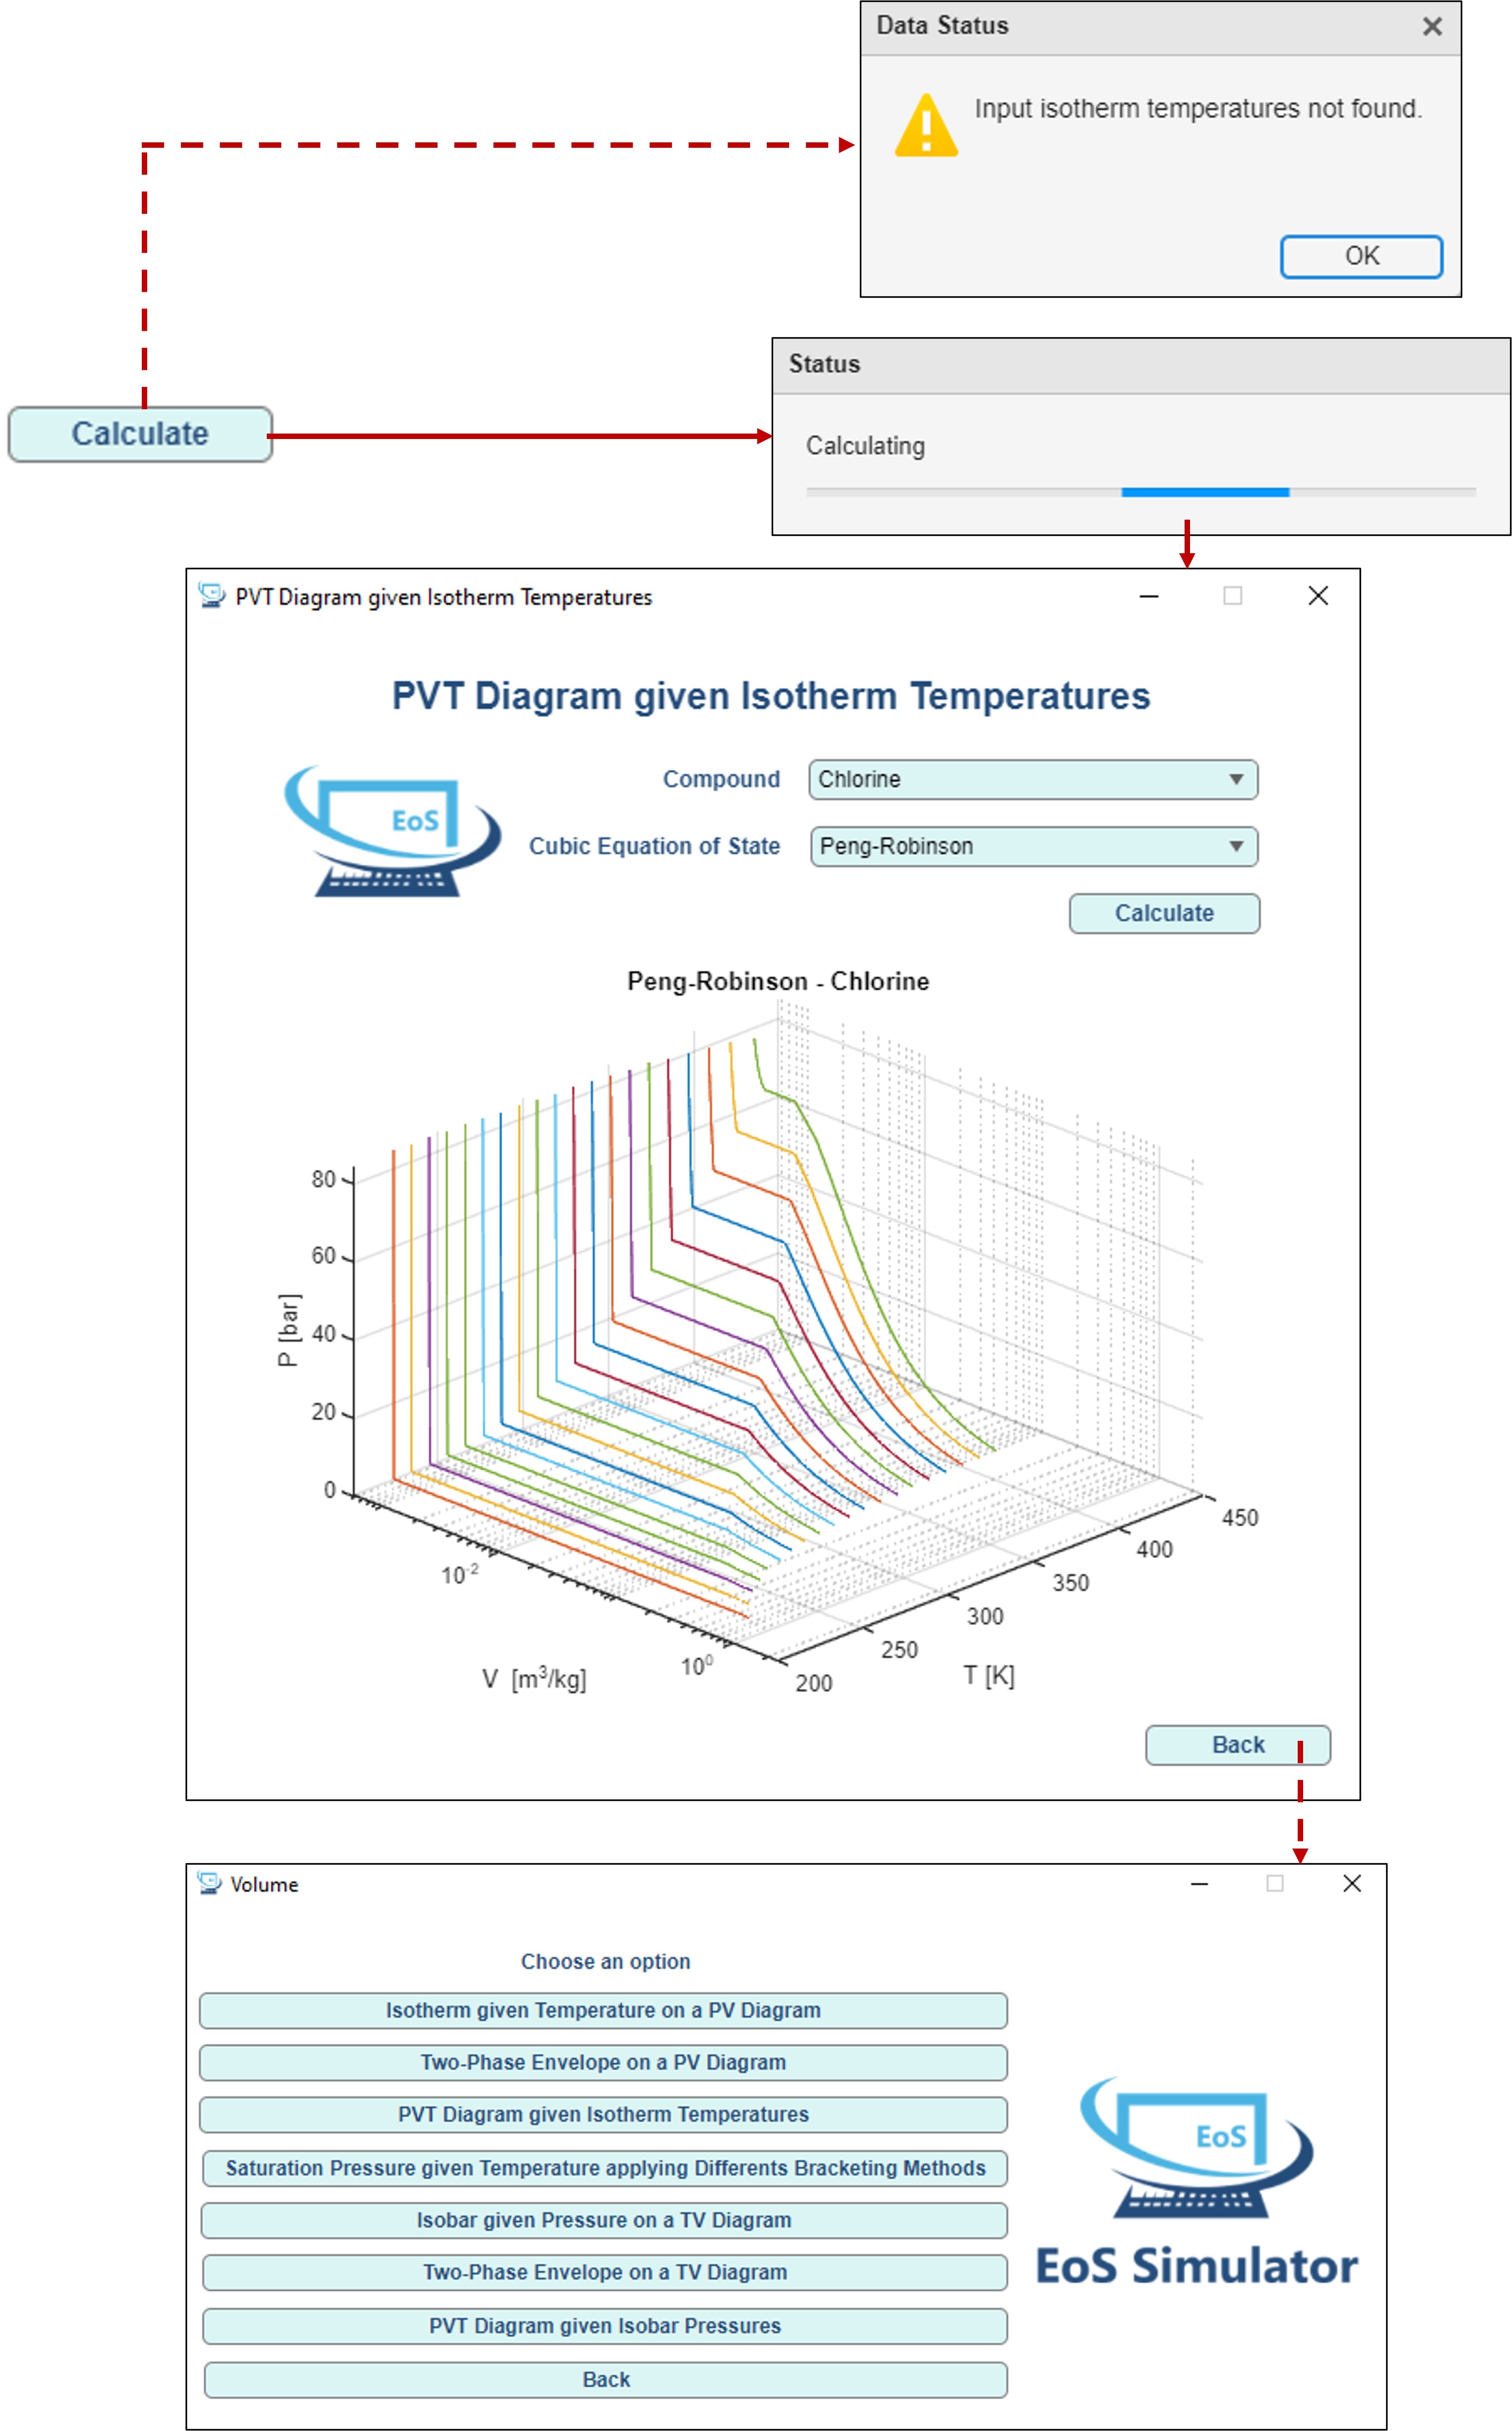 Data Status
Input isotherm temperatures not found.
OK
Status
Calculate
Calculating
PVT Diagram given Isotherm Temperatures
PVT Diagram given Isotherm Temperatures
Compound
Chlorine
EoS
Cubic Equation of State
Peng-Robinson
Calculate
Peng-Robinson - Chlorine
80
60
40
20
0
P [bar]
10⁻²
10⁰
V [m³/kg]
200
250
300
350
400
450
T [K]
Back
Volume
Choose an option
Isotherm given Temperature on a PV Diagram
Two-Phase Envelope on a PV Diagram
PVT Diagram given Isotherm Temperatures
Saturation Pressure given Temperature applying Differents Bracketing Methods
Isobar given Pressure on a TV Diagram
Two-Phase Envelope on a TV Diagram
PVT Diagram given Isobar Pressures
Back
EoS
EoS Simulator